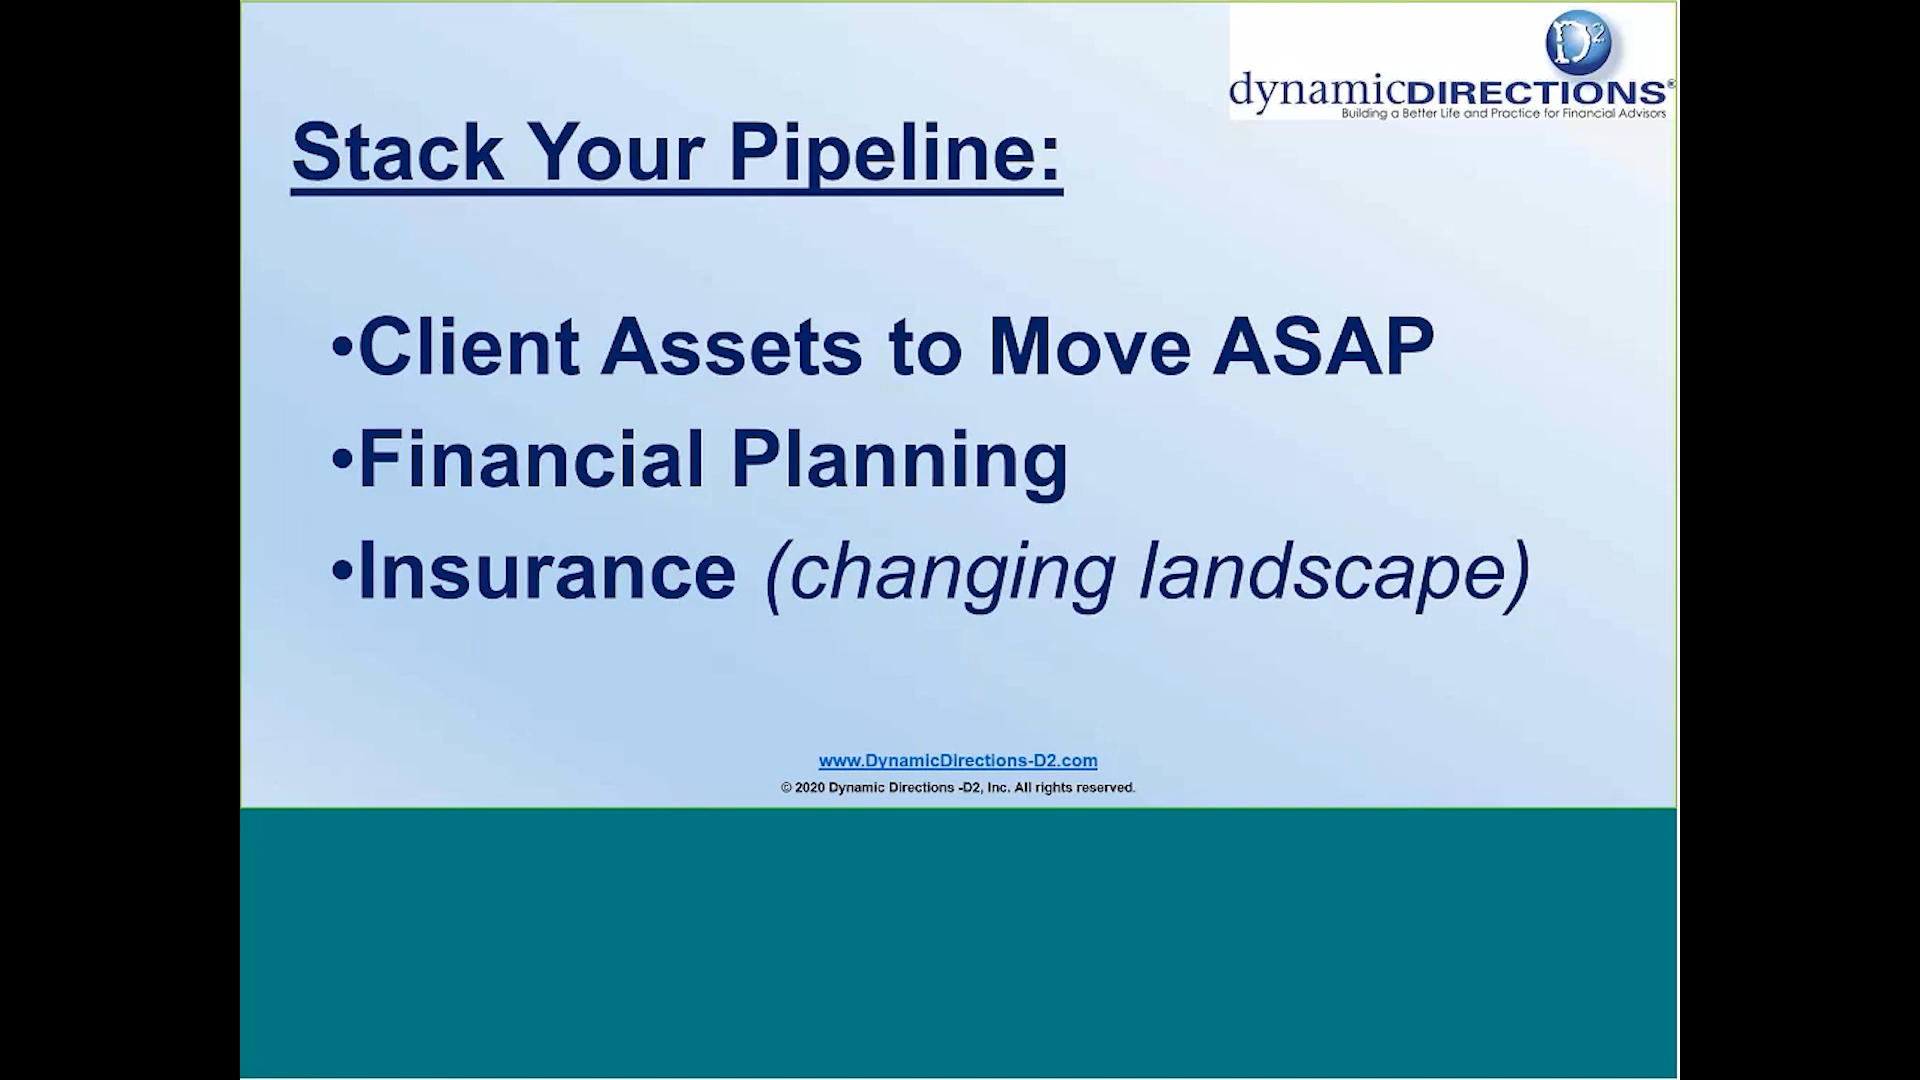 D2
dynamicDIRECTIONS®
Building a Better Life and Practice for Financial Advisors
Stack Your Pipeline:
•Client Assets to Move ASAP
•Financial Planning
•Insurance (changing landscape)
www.DynamicDirections-D2.com
© 2020 Dynamic Directions -D2, Inc. All rights reserved.